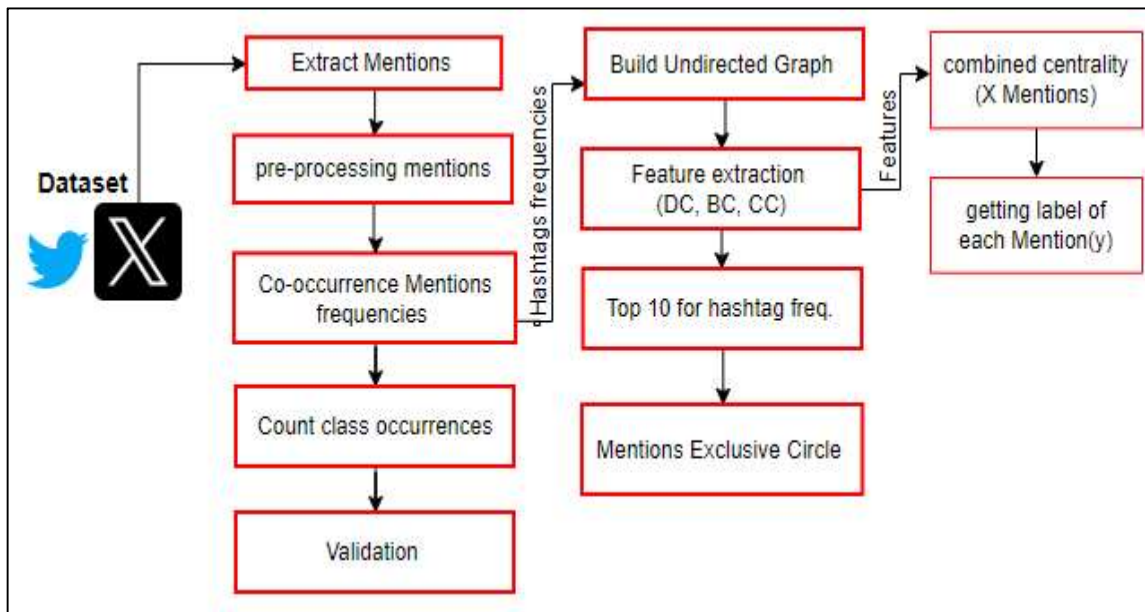 Dataset
Extract Mentions
pre-processing mentions
Co-occurrence Mentions
frequencies
Count class occurrences
Validation
Hashtags frequencies
Build Undirected Graph
Feature extraction
(DC, BC, CC)
Top 10 for hashtag freq.
Mentions Exclusive Circle
Features
combined centrality
(X Mentions)
getting label of
each Mention(y)